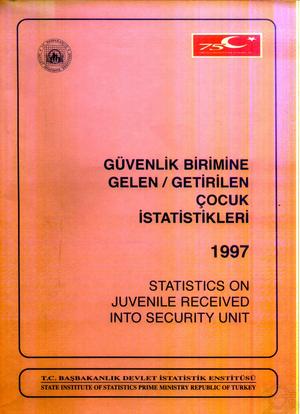 75
GÜVENLİK BİRİMİNE
GELEN / GETİRİLEN
ÇOCUK
İSTATİSTİKLERİ
1997
STATISTICS ON
JUVENILE RECEIVED
INTO SECURITY UNIT
T.C. BAŞBAKANLIK DEVLET İSTATİSTİK ENSTİTÜSÜ
STATE INSTITUTE OF STATISTICS PRIME MINISTRY REPUBLIC OF TURKEY